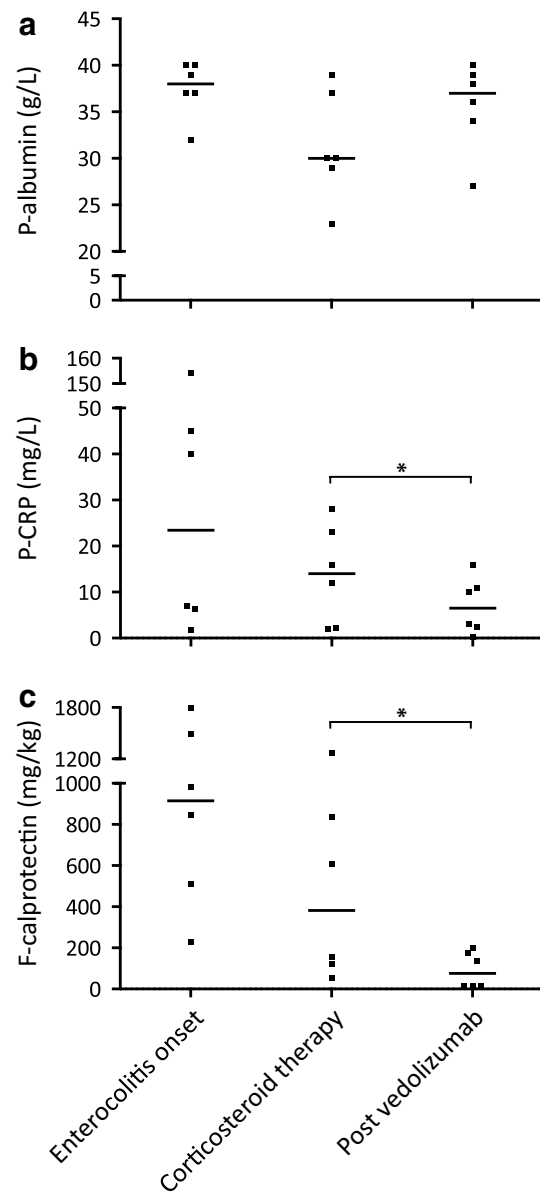 a
P-albumin (g/L)
45
40
35
30
25
20
5
0
b
P-CRP (mg/L)
160
150
50
40
30
20
10
0
*
c
F-calprotectin (mg/kg)
1800
1200
1000
800
600
400
200
0
*
Enterocolitis onset
Corticosteroid therapy
Post vedolizumab